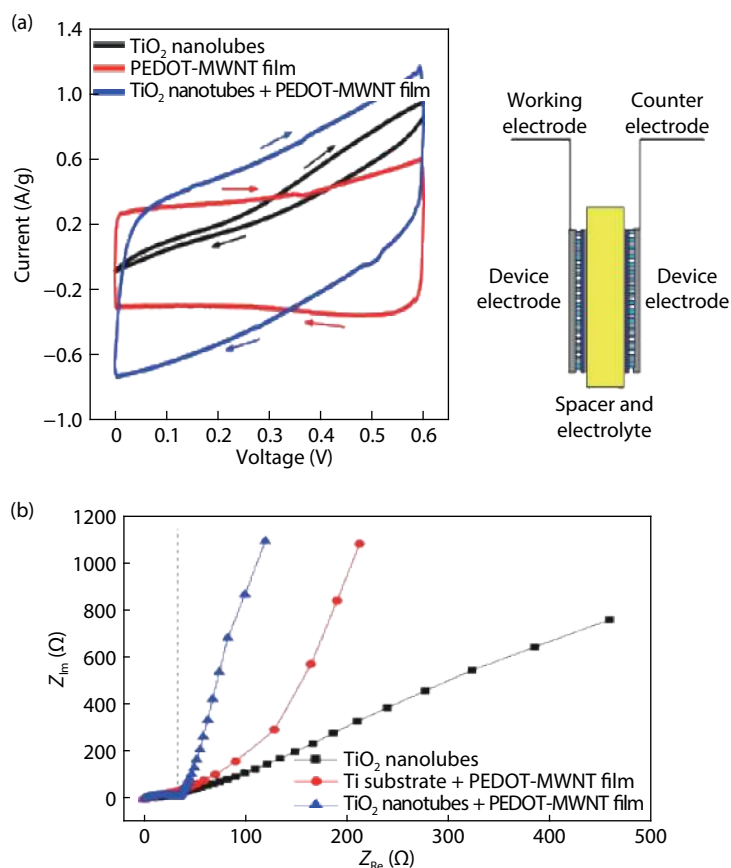 (a)
1.4
1.0
0.6
0.2
−0.2
−0.6
−1.0
Current (A/g)
TiO2 nanolubes
PEDOT-MWNT film
TiO2 nanotubes + PEDOT-MWNT film
0 0.1 0.2 0.3 0.4 0.5 0.6
Voltage (V)
Working
electrode
Counter
electrode
Device
electrode
Device
electrode
Spacer and
electrolyte
(b)
1200
1000
800
600
400
200
0
ZIm (Ω)
TiO2 nanolubes
Ti substrate + PEDOT-MWNT film
TiO2 nanotubes + PEDOT-MWNT film
0 100 200 300 400 500
ZRe (Ω)